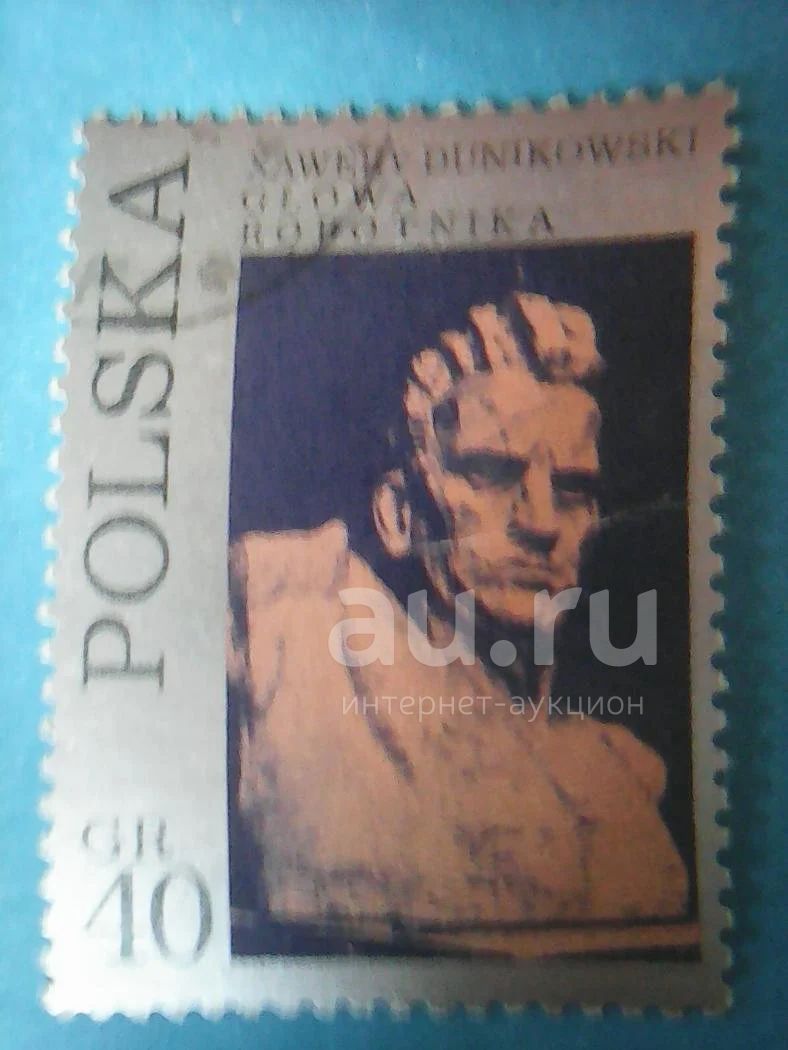 XAWERY DUNIKOWSKI
GŁOWA
ROBOTNIKA
POLSKA
GR
40
au.ru
интернет-аукцион